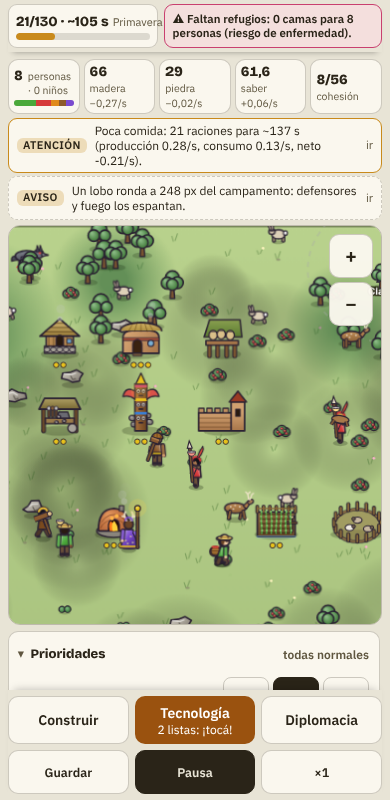 21/130 · ~105 s Primavera
⚠ Faltan refugios: 0 camas para 8
personas (riesgo de enfermedad).
8 personas
· 0 niños
66
madera
−0,27/s
29
piedra
−0,02/s
61,6
saber
+0,06/s
8/56
cohesión
ATENCIÓN
Poca comida: 21 raciones para ~137 s
(producción 0.28/s, consumo 0.13/s, neto
-0.21/s).
ir
AVISO
Un lobo ronda a 248 px del campamento: defensores
y fuego los espantan.
ir
+
−
▼ Prioridades
todas normales
Construir
Tecnología
2 listas: ¡tocá!
Diplomacia
Guardar
Pausa
×1